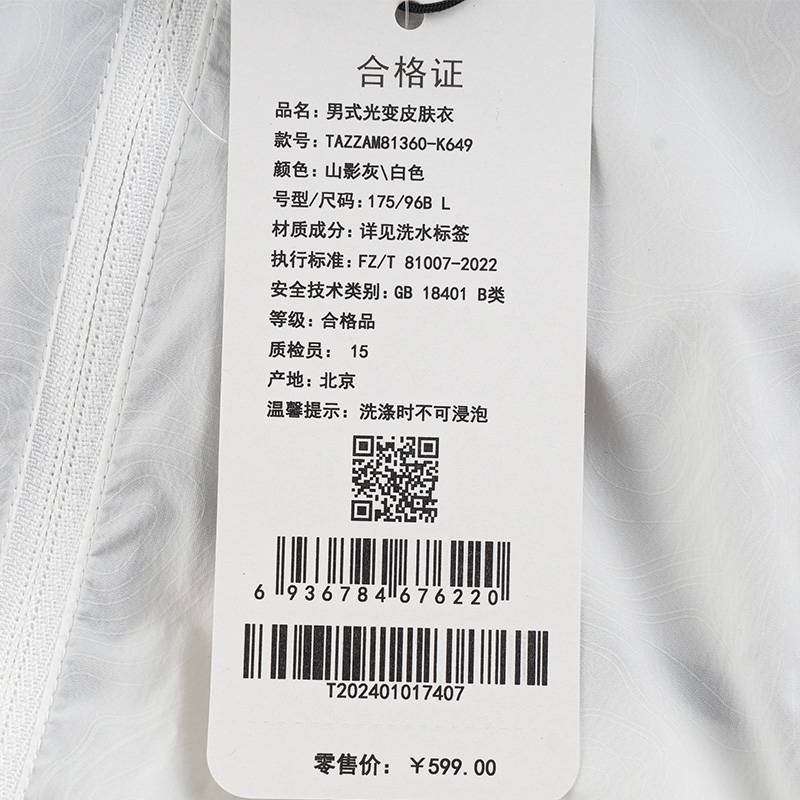 合格证
品名: 男式光变皮肤衣
款号: TAZZAM81360-K649
颜色: 山影灰\白色
号型/尺码: 175/96B L
材质成分: 详见洗水标签
执行标准: FZ/T 81007-2022
安全技术类别: GB 18401 B类
等级: 合格品
质检员: 15
产地: 北京
温馨提示: 洗涤时不可浸泡
6 936784 676220
T202401017407
零售价: ￥599.00